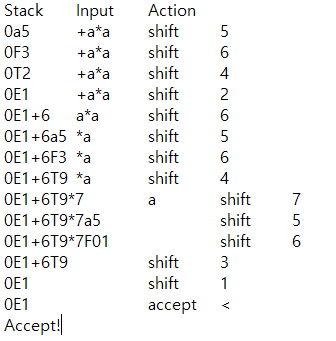 Stack Input Action
0a5 +a*a shift 5
0F3 +a*a shift 6
0T2 +a*a shift 4
0E1 +a*a shift 2
0E1+6 a*a shift 6
0E1+6a5 *a shift 5
0E1+6F3 *a shift 6
0E1+6T9 *a shift 4
0E1+6T9*7 a shift 7
0E1+6T9*7a5 shift 5
0E1+6T9*7F01 shift 6
0E1+6T9 shift 3
0E1 shift 1
0E1 accept <
Accept!